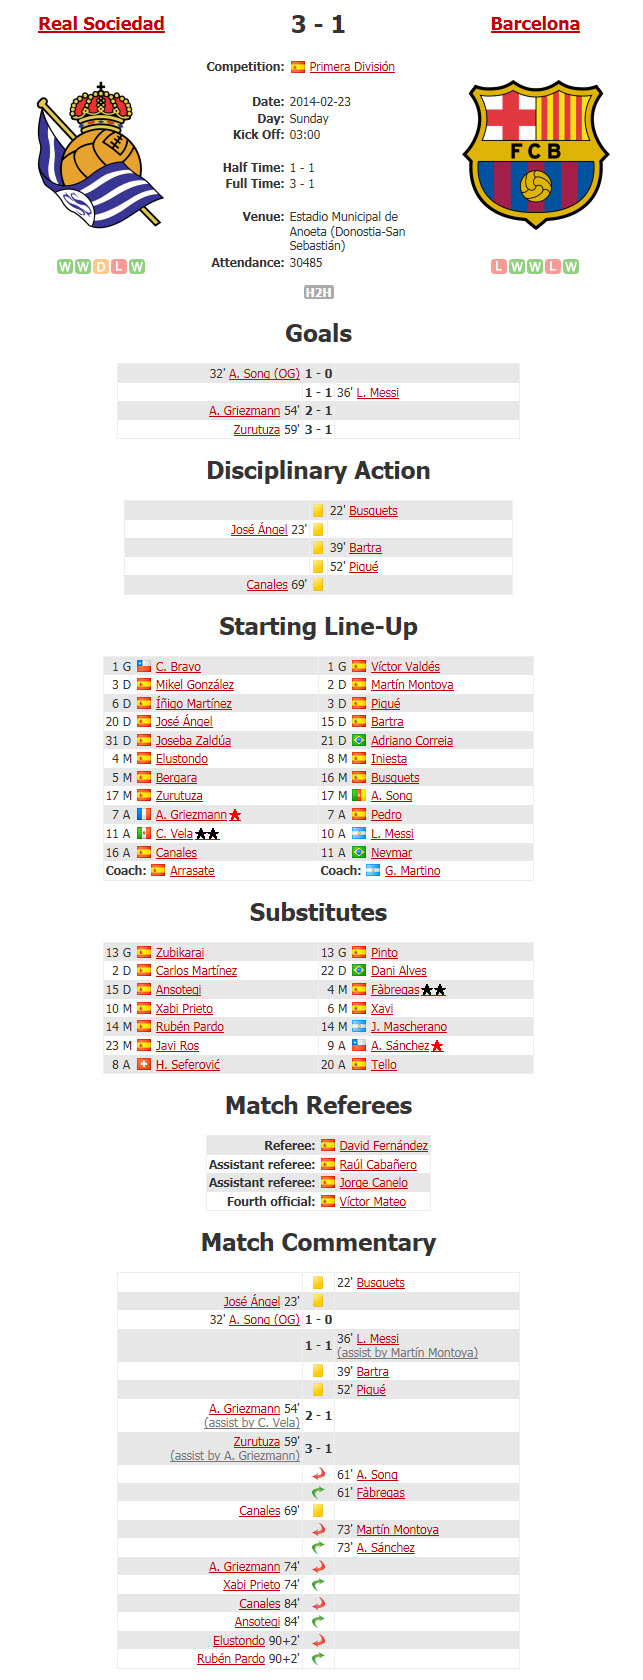 Real Sociedad 3 - 1 Barcelona
Competition: Primera División
Date: 2014-02-23
Day: Sunday
Kick Off: 03:00
Half Time: 1 - 1
Full Time: 3 - 1
Venue: Estadio Municipal de
Anoeta (Donostia-San
Sebastián)
Attendance: 30485
FCB
W W D L W
L W W L W
H2H
Goals
32' A. Song (OG) 1 - 0
1 - 1 36' L. Messi
A. Griezmann 54' 2 - 1
Zurutuza 59' 3 - 1
Disciplinary Action
22' Busquets
José Ángel 23'
39' Bartra
52' Piqué
Canales 69'
Starting Line-Up
1 G C. Bravo 1 G Víctor Valdés
3 D Mikel González 2 D Martín Montoya
6 D Íñigo Martínez 3 D Piqué
20 D José Ángel 15 D Bartra
31 D Joseba Zaldúa 21 D Adriano Correia
4 M Elustondo 8 M Iniesta
5 M Bergara 16 M Busquets
17 M Zurutuza 17 M A. Song
7 A A. Griezmann 7 A Pedro
11 A C. Vela 10 A L. Messi
16 A Canales 11 A Neymar
Coach: Arrasate Coach: G. Martino
Substitutes
13 G Zubikarai 13 G Pinto
2 D Carlos Martínez 22 D Dani Alves
15 D Ansotegi 4 M Fàbregas
10 M Xabi Prieto 6 M Xavi
14 M Rubén Pardo 14 M J. Mascherano
23 M Javi Ros 9 A A. Sánchez
8 A H. Seferović 20 A Tello
Match Referees
Referee: David Fernández
Assistant referee: Raúl Cabañero
Assistant referee: Jorge Canelo
Fourth official: Víctor Mateo
Match Commentary
22' Busquets
José Ángel 23'
32' A. Song (OG) 1 - 0
1 - 1 36' L. Messi
(assist by Martín Montoya)
39' Bartra
52' Piqué
A. Griezmann 54' 2 - 1
(assist by C. Vela)
Zurutuza 59' 3 - 1
(assist by A. Griezmann)
61' A. Song
61' Fàbregas
Canales 69'
73' Martín Montoya
73' A. Sánchez
A. Griezmann 74'
Xabi Prieto 74'
Canales 84'
Ansotegi 84'
Elustondo 90+2'
Rubén Pardo 90+2'